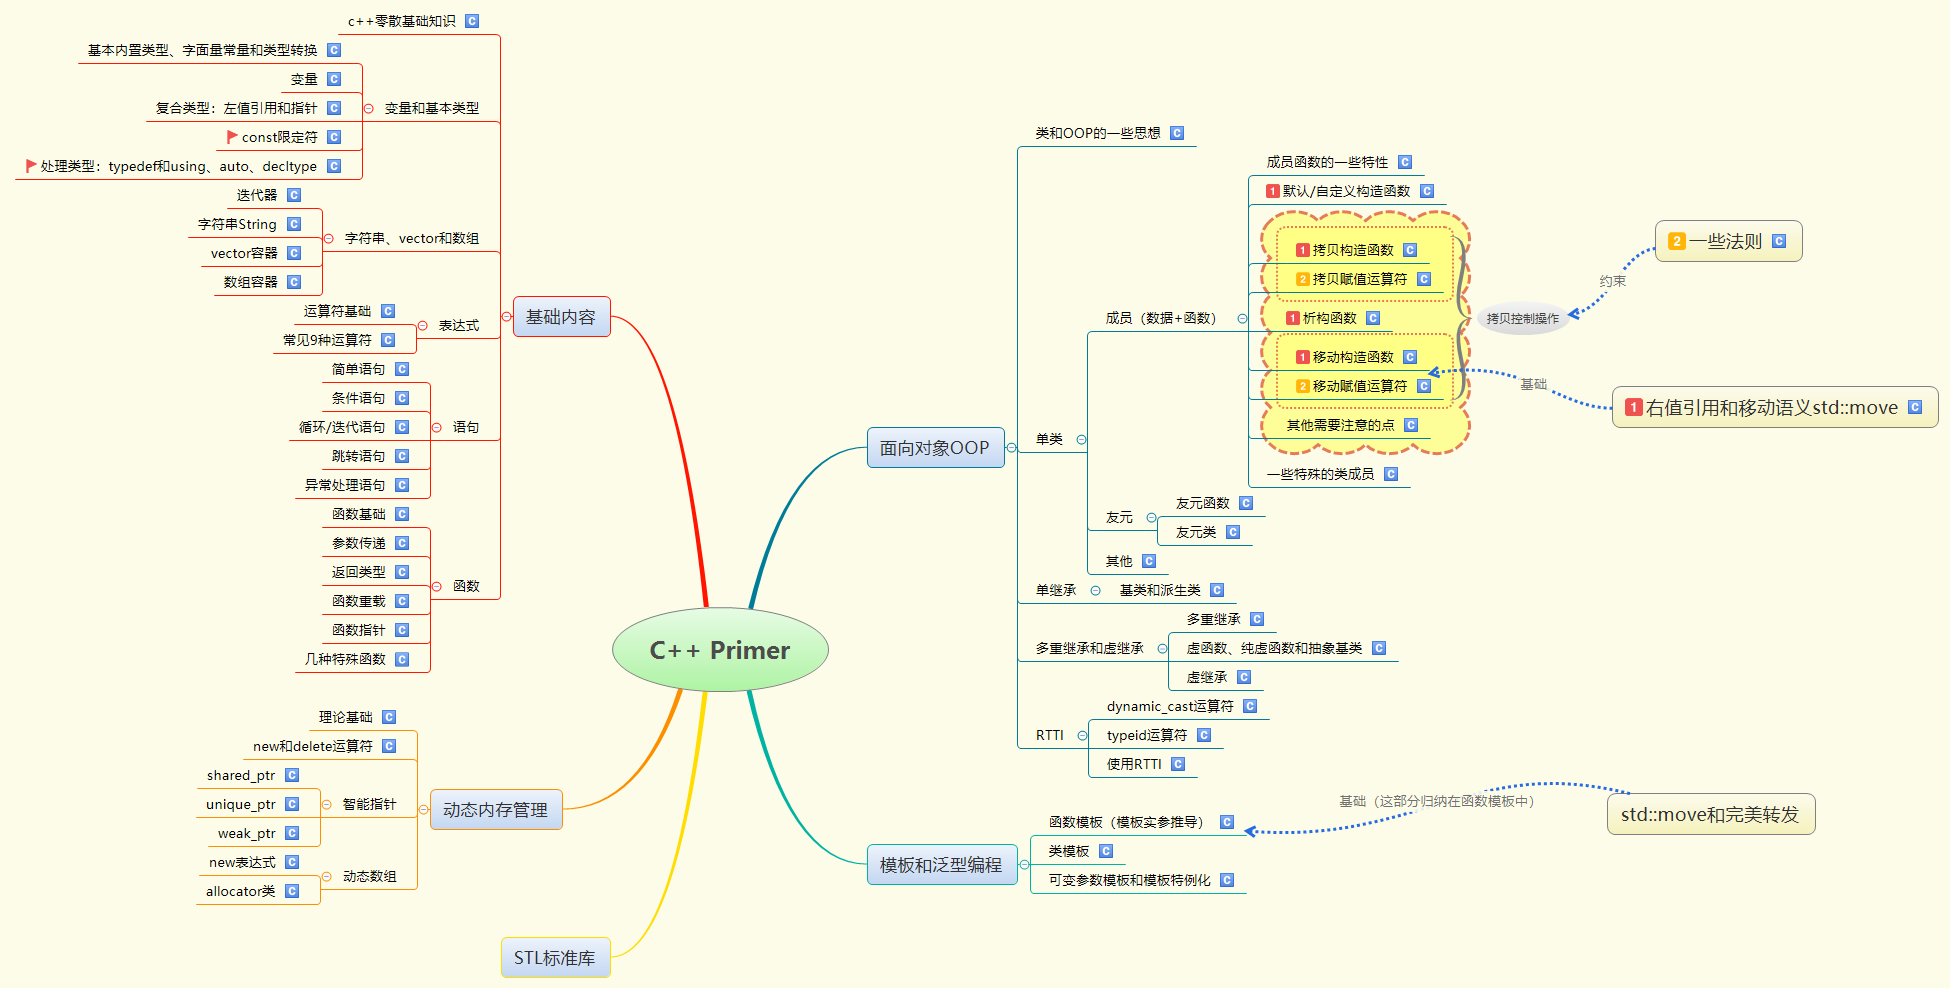 C++ Primer
基础内容
c++零散基础知识
变量和基本类型
基本内置类型、字面量常量和类型转换
变量
复合类型：左值引用和指针
const限定符
处理类型：typedef和using、auto、decltype
字符串、vector和数组
迭代器
字符串String
vector容器
数组容器
表达式
运算符基础
常见9种运算符
语句
简单语句
条件语句
循环/迭代语句
跳转语句
异常处理语句
函数
函数基础
参数传递
返回类型
函数重载
函数指针
几种特殊函数
动态内存管理
理论基础
new和delete运算符
智能指针
shared_ptr
unique_ptr
weak_ptr
动态数组
new表达式
allocator类
STL标准库
面向对象OOP
类和OOP的一些思想
单类
成员（数据+函数）
成员函数的一些特性
1 默认/自定义构造函数
1 拷贝构造函数
2 拷贝赋值运算符
1 析构函数
1 移动构造函数
2 移动赋值运算符
其他需要注意的点
一些特殊的类成员
拷贝控制操作
约束
2 一些法则
基础
1 右值引用和移动语义std::move
友元
友元函数
友元类
其他
单继承
基类和派生类
多重继承和虚继承
多重继承
虚函数、纯虚函数和抽象基类
虚继承
RTTI
dynamic_cast运算符
typeid运算符
使用RTTI
模板和泛型编程
函数模板（模板实参推导）
类模板
可变参数模板和模板特例化
基础（这部分归纳在函数模板中）
std::move和完美转发